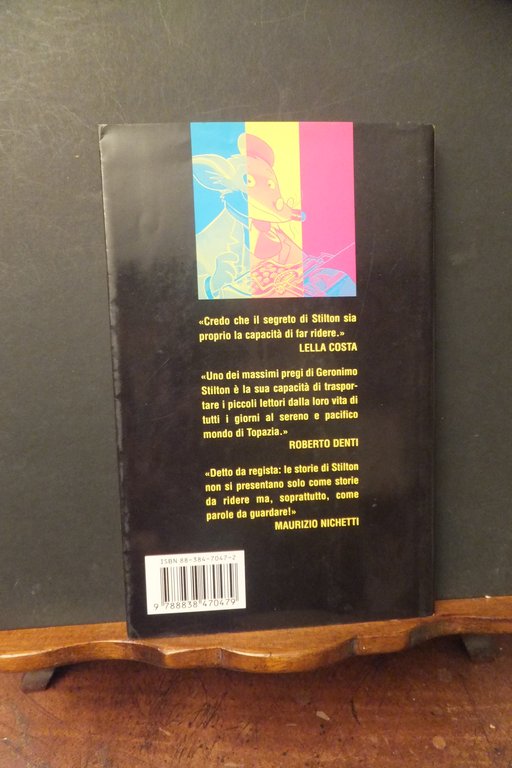 «Credo che il segreto di Stilton sia
proprio la capacità di far ridere.»
LELLA COSTA
«Uno dei massimi pregi di Geronimo
Stilton è la sua capacità di traspor-
tare i piccoli lettori dalla loro vita di
tutti i giorni al sereno e pacifico
mondo di Topazia.»
ROBERTO DENTI
«Detto da regista: le storie di Stilton
non si presentano solo come storie
da ridere ma, soprattutto, come
parole da guardare!»
MAURIZIO NICHETTI
ISBN 88-384-7047-2
9 788838 470479